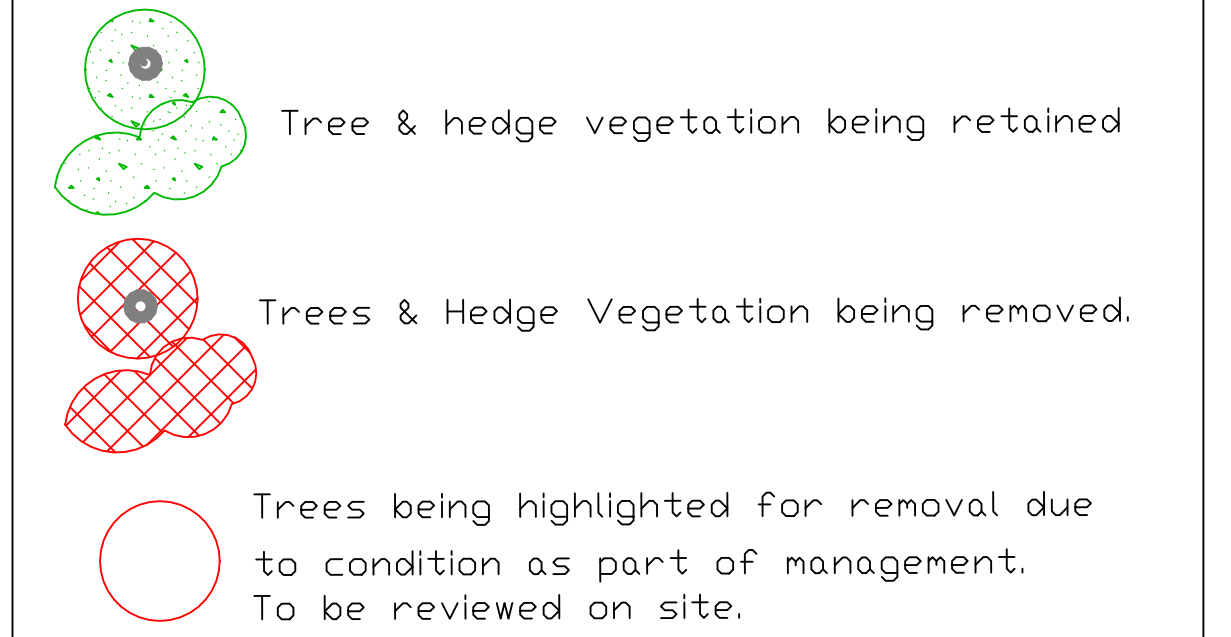 Tree & hedge vegetation being retained
Trees & Hedge Vegetation being removed.
Trees being highlighted for removal due
to condition as part of management.
To be reviewed on site.